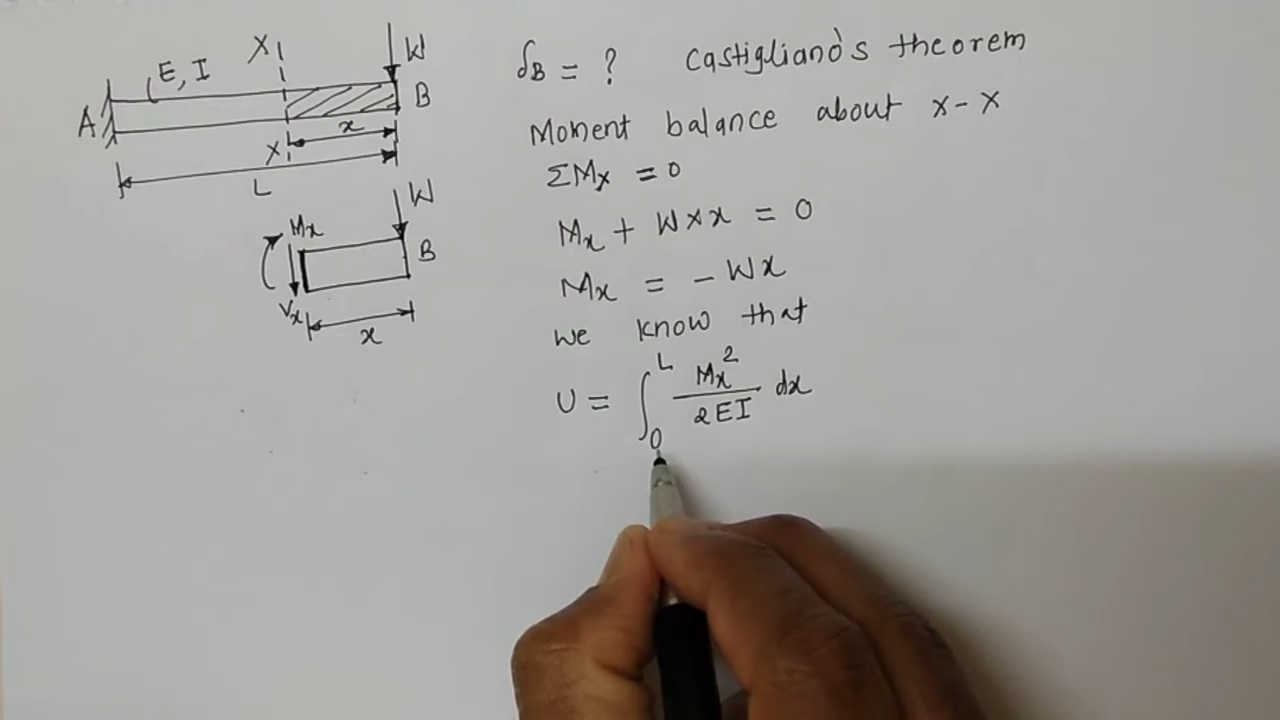 X
W
E, I
B
A
x
X
L
W
Mx
B
Vx
x
δB = ? Castigliano's theorem
Moment balance about x-x
ΣMx = 0
Mx + W×x = 0
Mx = -Wx
we know that
U = ∫₀ᴸ Mx²/2EI dx